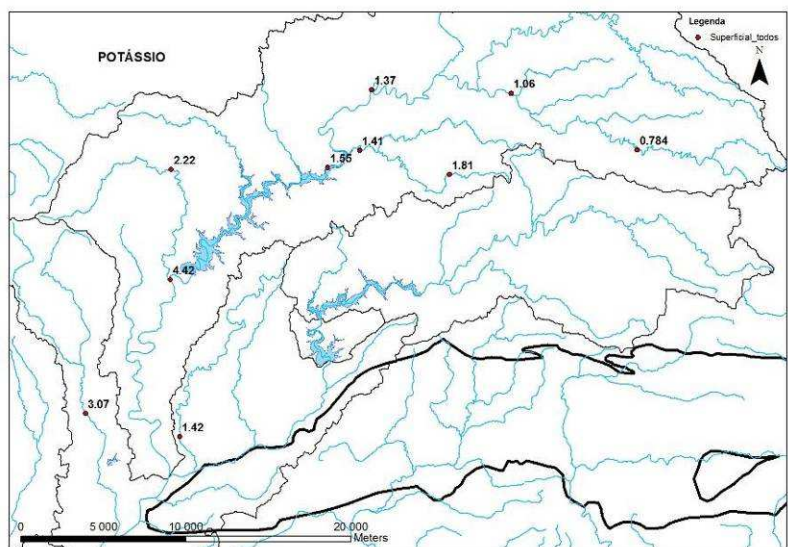 Legenda
Superficial_todos
N
POTÁSSIO
1.37
1.06
1.41
0.784
1.55
2.22
1.81
4.42
3.07
1.42
0 5 000 10 000 20 000
Meters